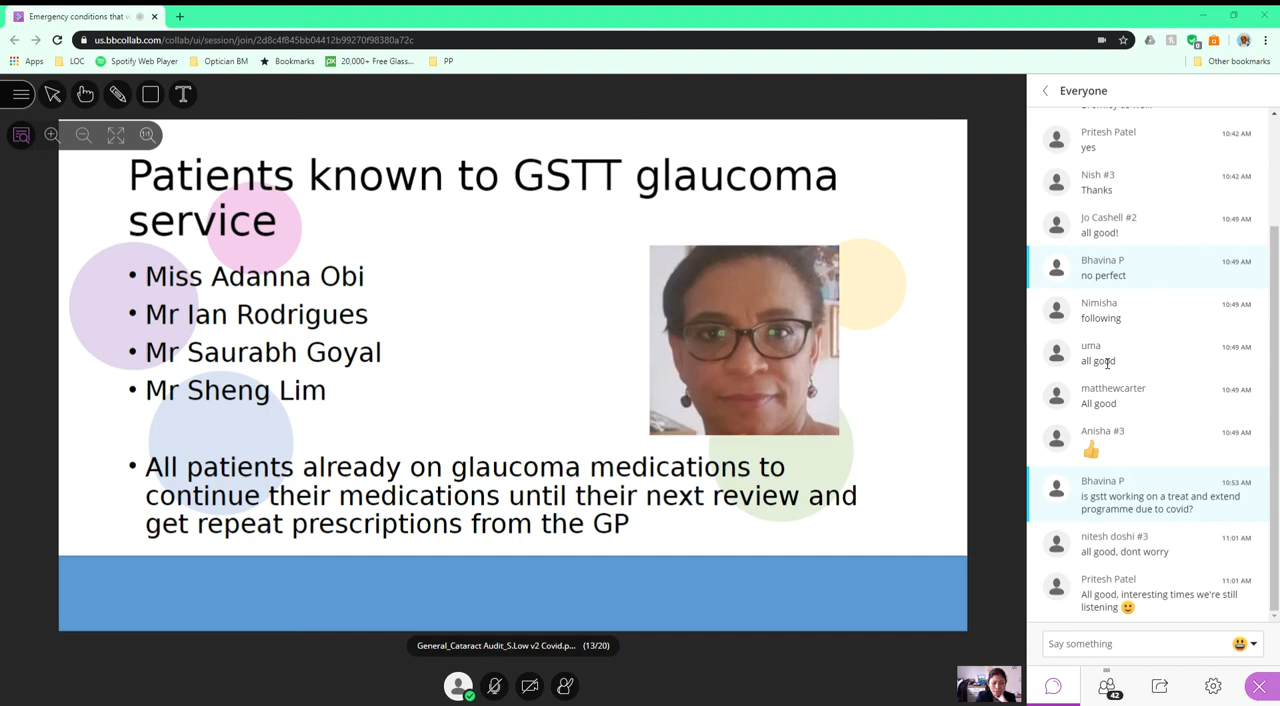 Emergency conditions that v
us.bbcollab.com/collab/ui/session/join/2d8c4f845bb04412b99270f98380a72c
Apps
LOC
Spotify Web Player
Optician BM
Bookmarks
20,000+ Free Glass...
PP
Other bookmarks
Patients known to GSTT glaucoma
service
• Miss Adanna Obi
• Mr Ian Rodrigues
• Mr Saurabh Goyal
• Mr Sheng Lim
• All patients already on glaucoma medications to
continue their medications until their next review and
get repeat prescriptions from the GP
General_Cataract Audit_S.Low v2 Covid.p... (13/20)
Everyone
Pritesh Patel 10:42 AM
yes
Nish #3 10:42 AM
Thanks
Jo Cashell #2 10:49 AM
all good!
Bhavina P 10:49 AM
no perfect
Nimisha 10:49 AM
following
uma 10:49 AM
all good
matthewcarter 10:49 AM
All good
Anisha #3 10:49 AM
Bhavina P 10:53 AM
is gstt working on a treat and extend
programme due to covid?
nitesh doshi #3 11:01 AM
all good, dont worry
Pritesh Patel 11:01 AM
All good, interesting times we're still
listening
Say something
42